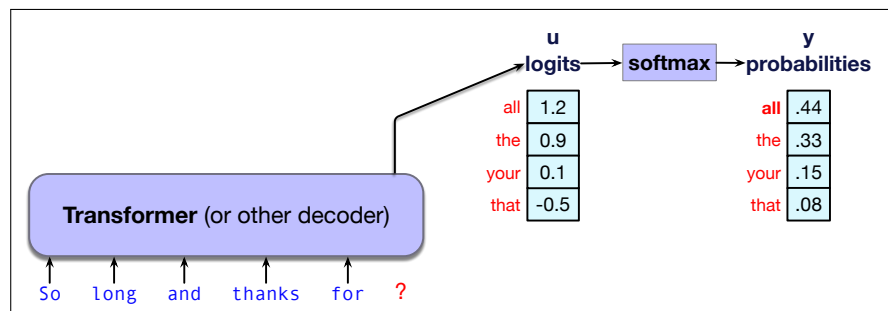 u
logits
softmax
y
probabilities
all 1.2
the 0.9
your 0.1
that -0.5
all .44
the .33
your .15
that .08
Transformer (or other decoder)
So long and thanks for ?